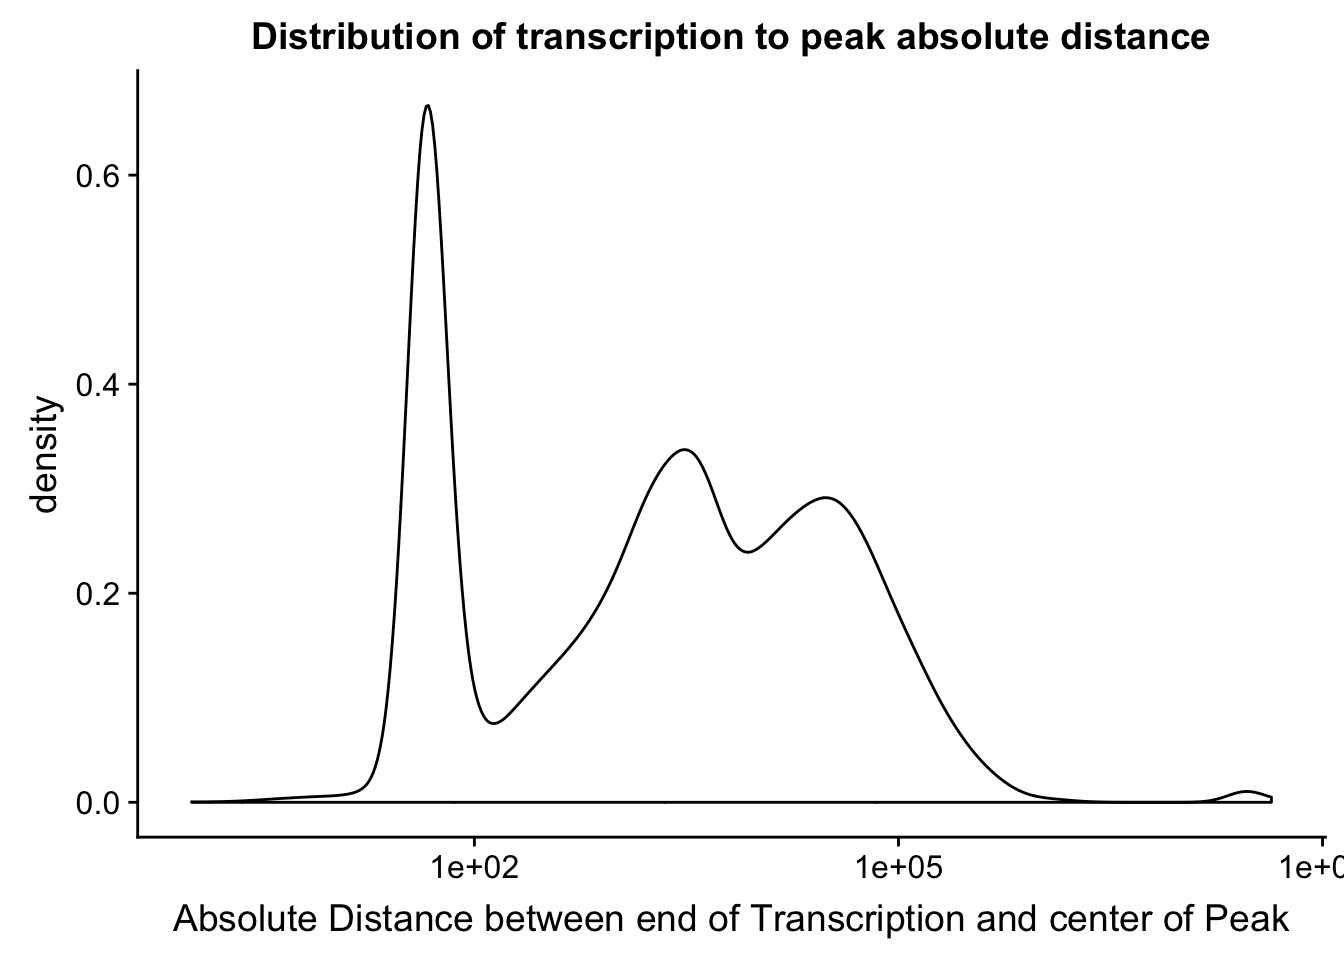 Distribution of transcription to peak absolute distance
density
0.6
0.4
0.2
0.0
1e+02
1e+05
Absolute Distance between end of Transcription and center of Peak